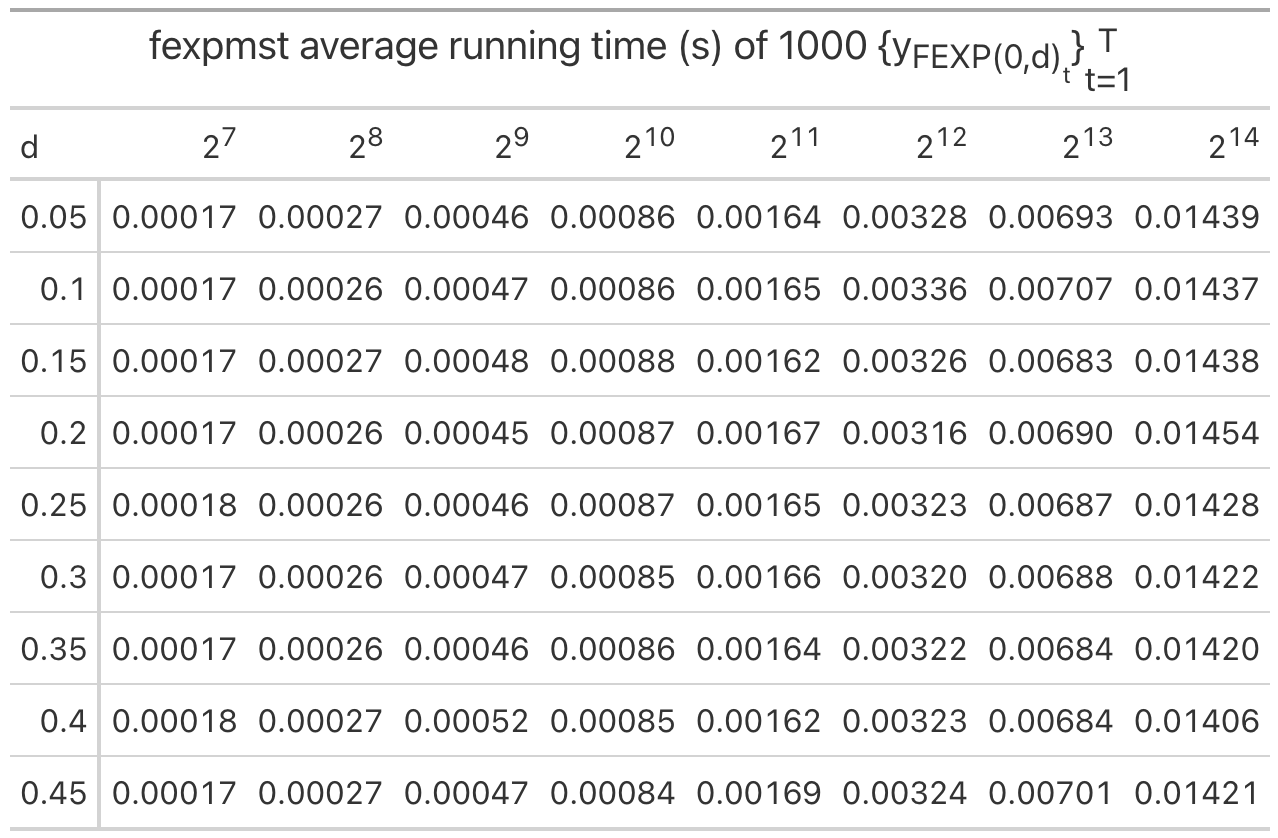 fexpmst average running time (s) of 1000 {y_FEXP(0,d)_t}^T_t=1
d 2^7 2^8 2^9 2^10 2^11 2^12 2^13 2^14
0.05 0.00017 0.00027 0.00046 0.00086 0.00164 0.00328 0.00693 0.01439
0.1 0.00017 0.00026 0.00047 0.00086 0.00165 0.00336 0.00707 0.01437
0.15 0.00017 0.00027 0.00048 0.00088 0.00162 0.00326 0.00683 0.01438
0.2 0.00017 0.00026 0.00045 0.00087 0.00167 0.00316 0.00690 0.01454
0.25 0.00018 0.00026 0.00046 0.00087 0.00165 0.00323 0.00687 0.01428
0.3 0.00017 0.00026 0.00047 0.00085 0.00166 0.00320 0.00688 0.01422
0.35 0.00017 0.00026 0.00046 0.00086 0.00164 0.00322 0.00684 0.01420
0.4 0.00018 0.00027 0.00052 0.00085 0.00162 0.00323 0.00684 0.01406
0.45 0.00017 0.00027 0.00047 0.00084 0.00169 0.00324 0.00701 0.01421